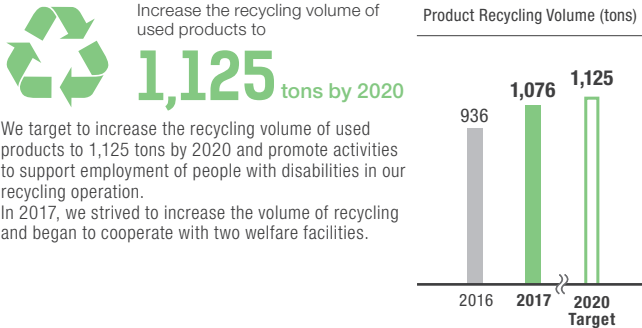 Increase the recycling volume of
used products to
1,125 tons by 2020
We target to increase the recycling volume of used
products to 1,125 tons by 2020 and promote activities
to support employment of people with disabilities in our
recycling operation.
In 2017, we strived to increase the volume of recycling
and began to cooperate with two welfare facilities.
Product Recycling Volume (tons)
936
1,076
1,125
2016
2017
2020
Target